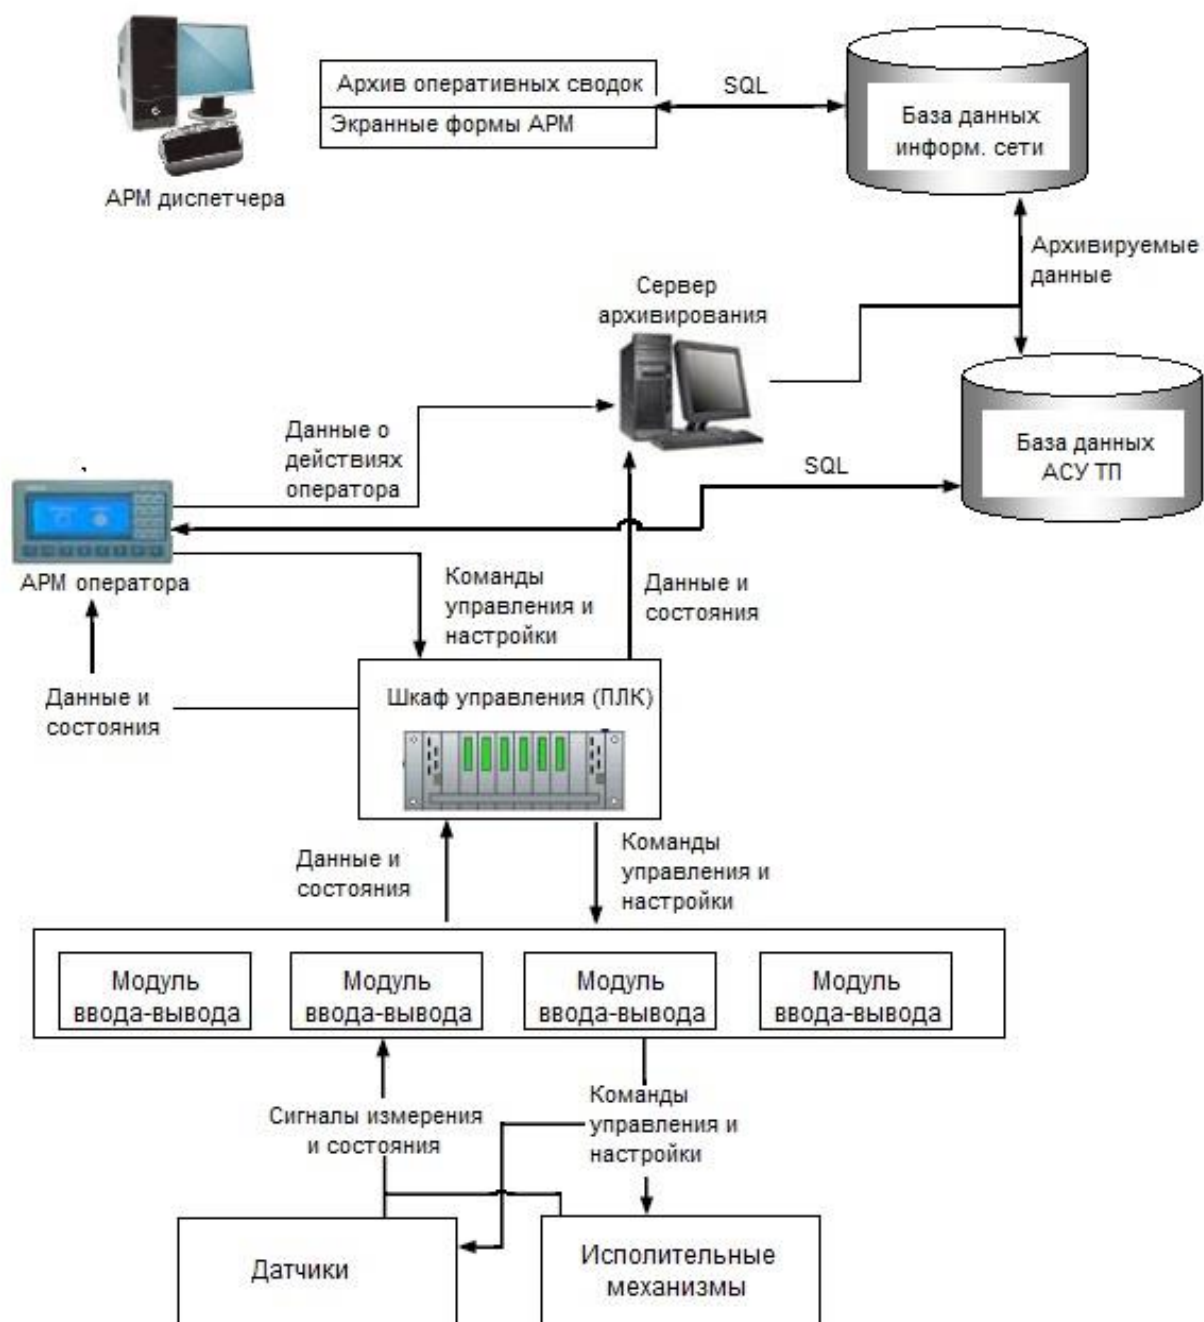 Архив оперативных сводок
Экранные формы АРМ
SQL
База данных
информ. сети
АРМ диспетчера
Архивируемые
данные
Сервер
архивирования
Данные о
действиях
оператора
SQL
База данных
АСУ ТП
АРМ оператора
Команды
управления и
настройки
Данные и
состояния
Данные и
состояния
Шкаф управления (ПЛК)
Данные и
состояния
Команды
управления и
настройки
Модуль
ввода-вывода
Модуль
ввода-вывода
Модуль
ввода-вывода
Модуль
ввода-вывода
Сигналы измерения
и состояния
Команды
управления и
настройки
Датчики
Исполительные
механизмы